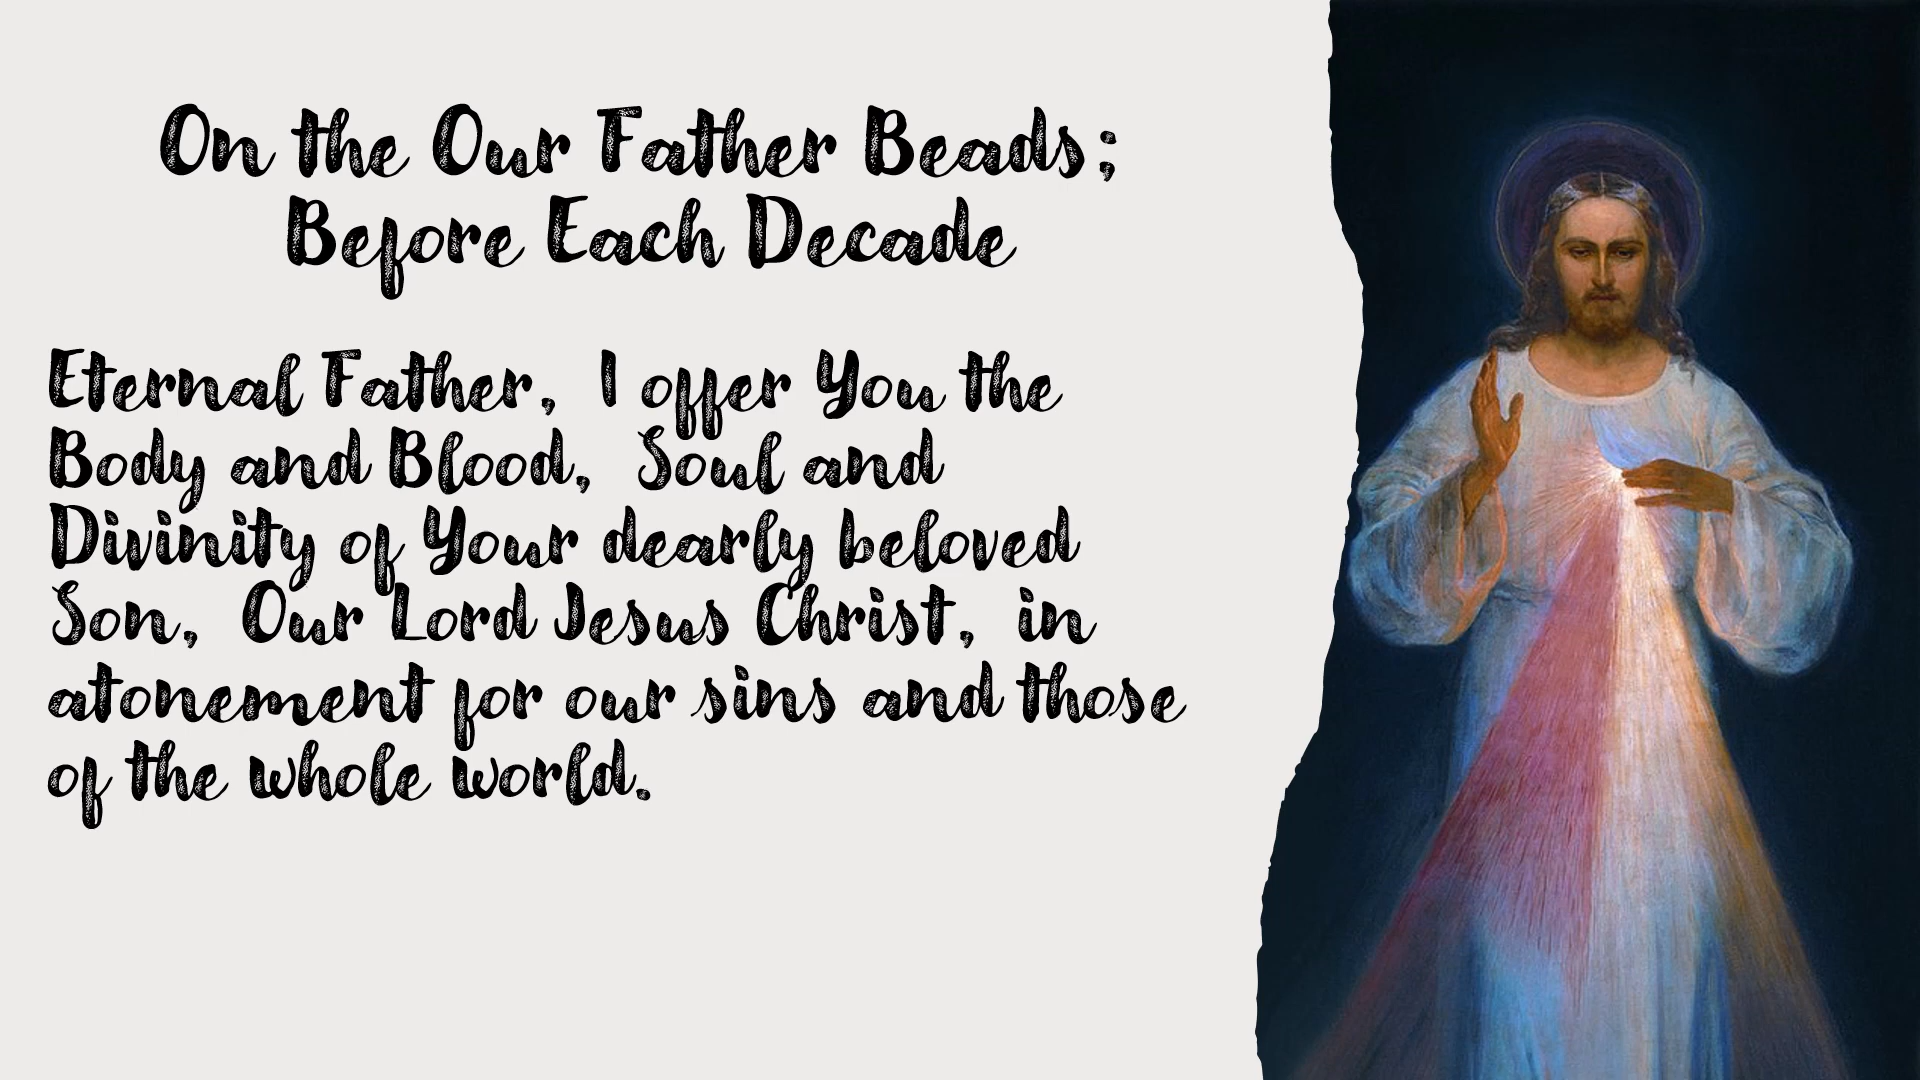 On the Our Father Beads;
Before Each Decade
Eternal Father, I offer You the
Body and Blood, Soul and
Divinity of Your dearly beloved
Son, Our Lord Jesus Christ, in
atonement for our sins and those
of the whole world.